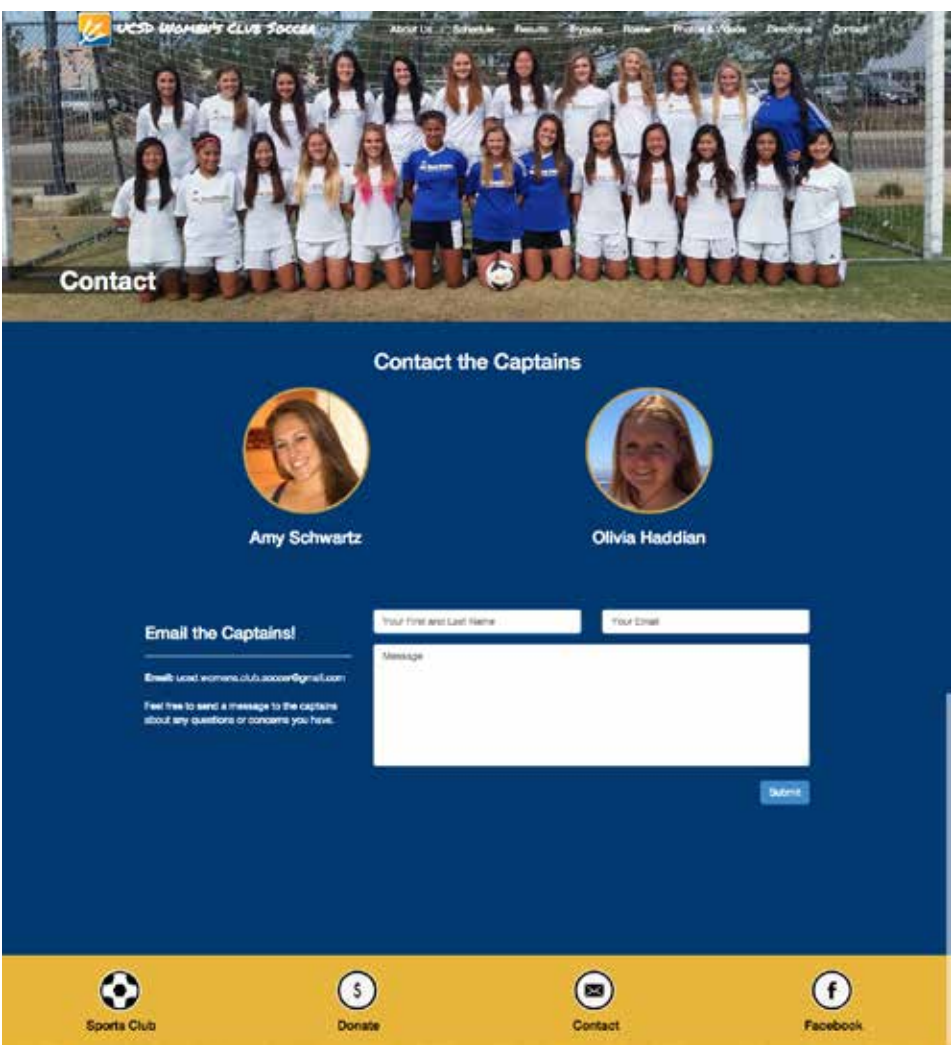 UCSD Women's Club Soccer
About Us Schedule Results Tryouts Roster Photos & Videos Directions Contact
Contact
Contact the Captains
Amy Schwartz
Olivia Haddian
Your First and Last Name
Your Email
Email the Captains!
Message
Email: ucsd.womens.club.soccer@gmail.com
Feel free to send a message to the captains
about any questions or concerns you have.
Submit
$
f
Sports Club
Donate
Contact
Facebook